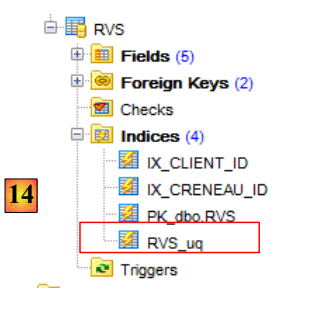 RVS
Fields (5)
Foreign Keys (2)
Checks
Indices (4)
IX_CLIENT_ID
14
IX_CRENEAU_ID
PK_dbo.RVS
RVS_uq
Triggers